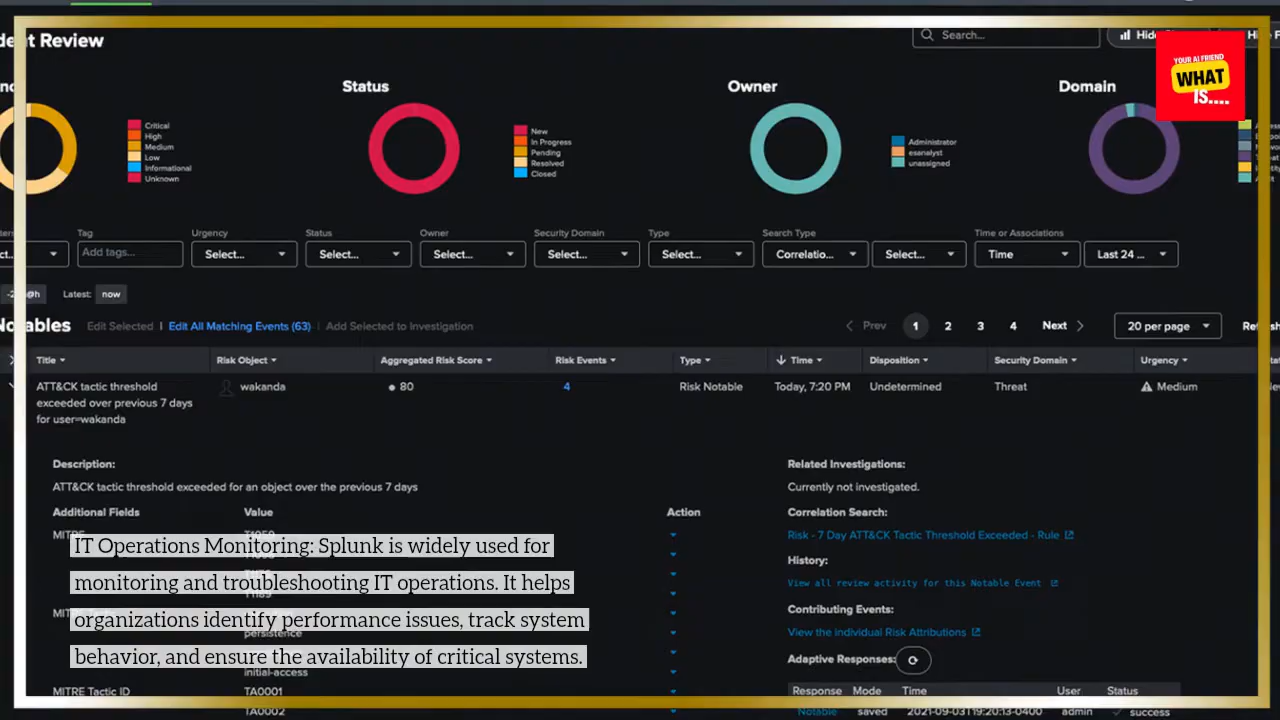 dent Review
Search...
YOUR AI FRIEND
WHAT
IS....
Status
Owner
Domain
Critical
High
Medium
Low
Informational
Unknown
New
In Progress
Pending
Resolved
Closed
Administrator
esanalyst
unassigned
Tag
Urgency
Status
Owner
Security Domain
Type
Search Type
Time or Associations
Add tags...
Select...
Select...
Select...
Select...
Select...
Correlatio...
Select...
Time
Last 24 ...
Latest:
now
Notables
Edit Selected
Edit All Matching Events (63)
Add Selected to Investigation
Prev
1
2
3
4
Next
20 per page
Title
Risk Object
Aggregated Risk Score
Risk Events
Type
Time
Disposition
Security Domain
Urgency
ATT&CK tactic threshold
exceeded over previous 7 days
for user=wakanda
wakanda
80
4
Risk Notable
Today, 7:20 PM
Undetermined
Threat
Medium
Description:
ATT&CK tactic threshold exceeded for an object over the previous 7 days
Additional Fields
Value
Action
IT Operations Monitoring: Splunk is widely used for
monitoring and troubleshooting IT operations. It helps
organizations identify performance issues, track system
behavior, and ensure the availability of critical systems.
persistence
initial-access
MITRE Tactic ID
TA0001
TA0002
Related Investigations:
Currently not investigated.
Correlation Search:
Risk - 7 Day ATT&CK Tactic Threshold Exceeded - Rule
History:
View all review activity for this Notable Event
Contributing Events:
View the individual Risk Attributions
Adaptive Responses:
Response
Mode
Time
User
Status
Notable
saved
2021-09-03T19:20:13-0400
admin
success